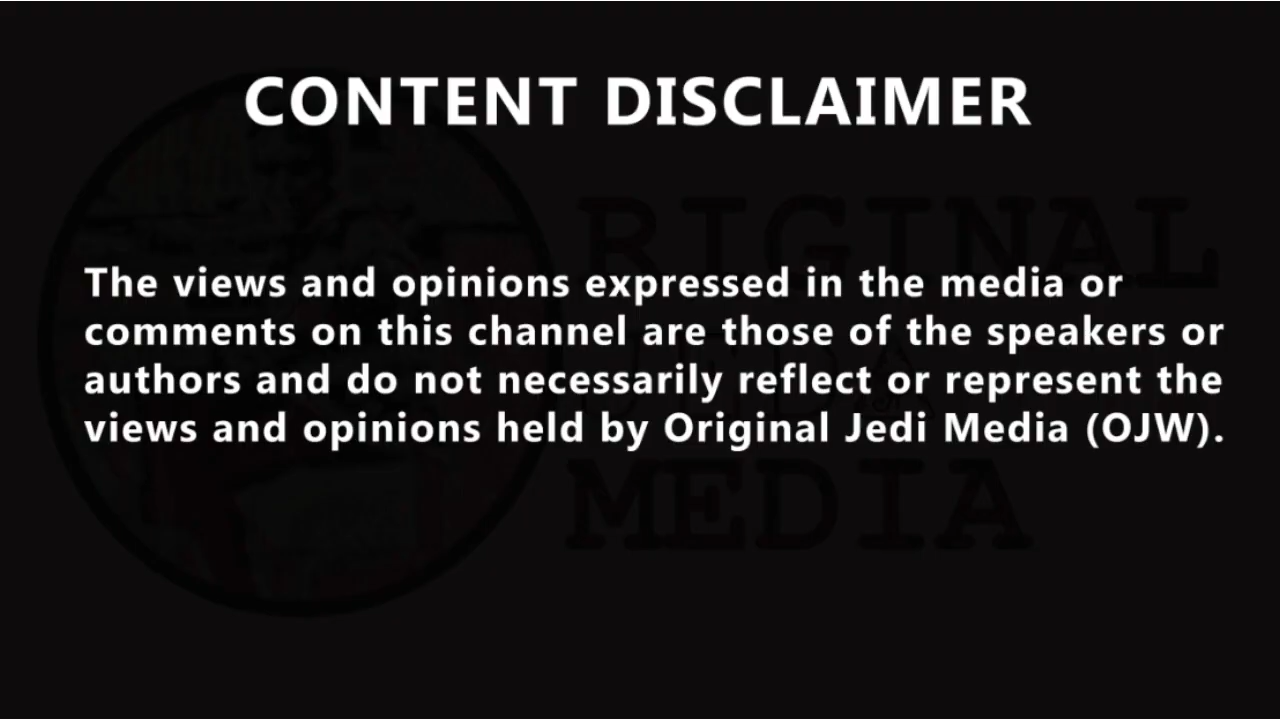 CONTENT DISCLAIMER
The views and opinions expressed in the media or
comments on this channel are those of the speakers or
authors and do not necessarily reflect or represent the
views and opinions held by Original Jedi Media (OJW).
RIGINAL
MEDIA